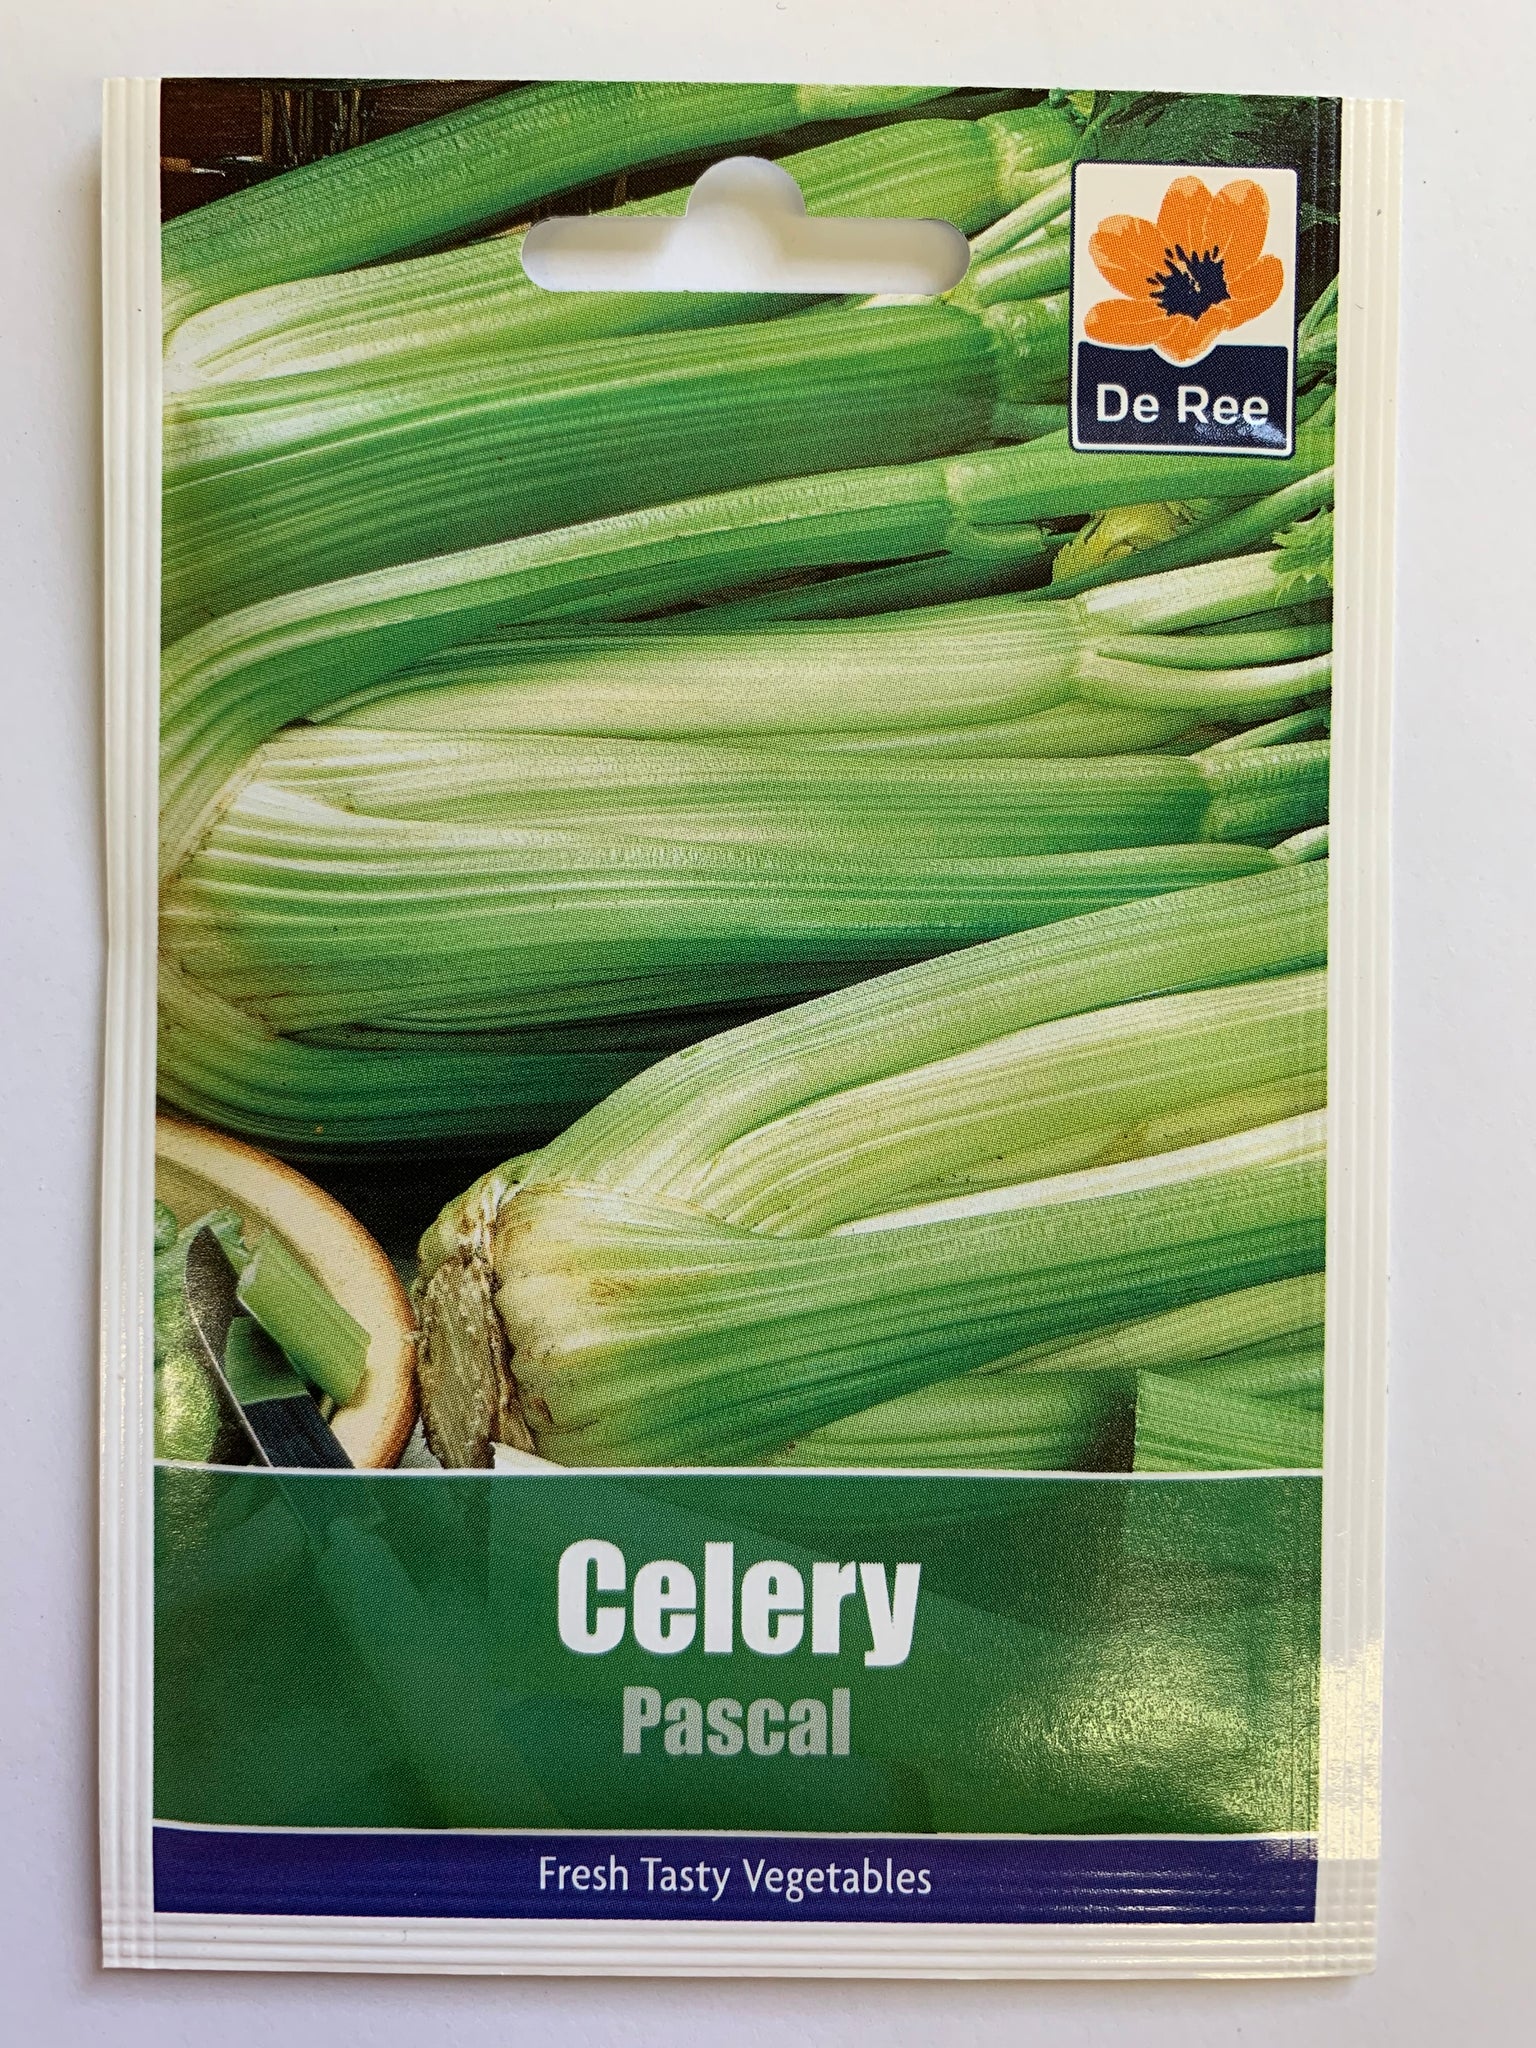 De Ree
Celery
Pascal
Fresh Tasty Vegetables